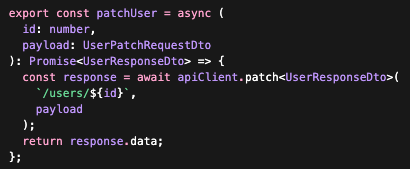 export const patchUser = async (
  id: number,
  payload: UserPatchRequestDto
): Promise<UserResponseDto> => {
  const response = await apiClient.patch<UserResponseDto>(
    `/users/${id}`,
    payload
  );
  return response.data;
};